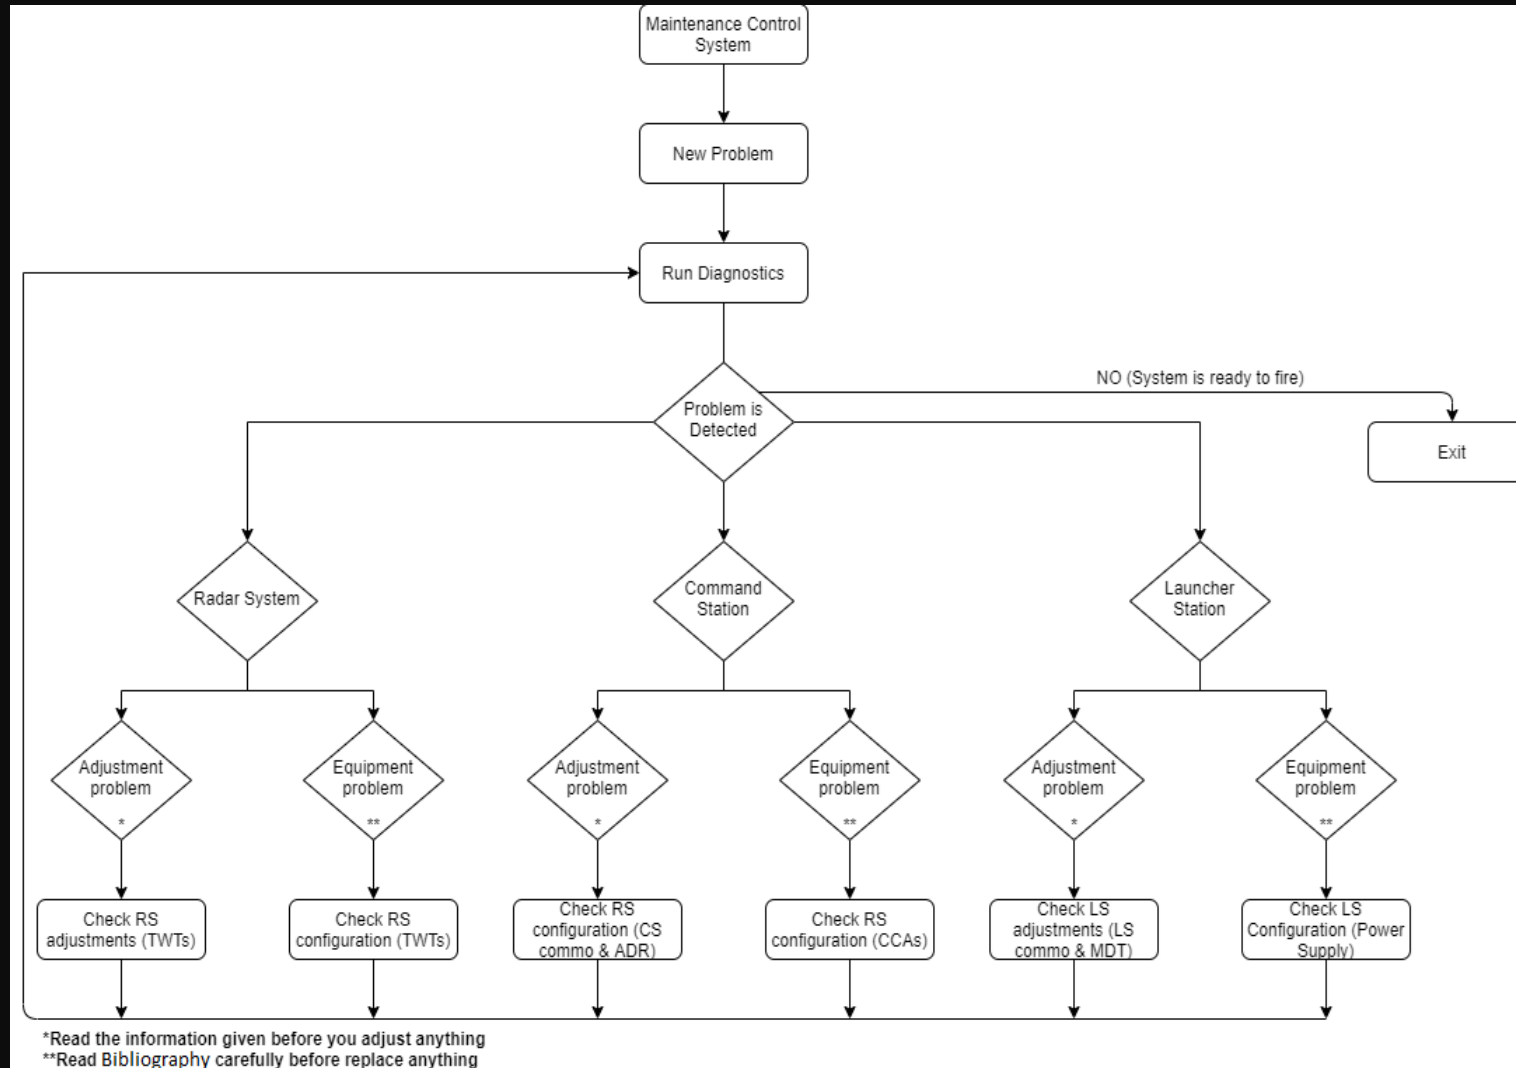 Maintenance Control
System
New Problem
Run Diagnostics
NO (System is ready to fire)
Problem is
Detected
Exit
Radar System
Command
Station
Launcher
Station
Adjustment
problem
*
Equipment
problem
**
Adjustment
problem
*
Equipment
problem
**
Adjustment
problem
*
Equipment
problem
**
Check RS
adjustments (TWTs)
Check RS
configuration (TWTs)
Check RS
configuration (CS
commo & ADR)
Check RS
configuration (CCAs)
Check LS
adjustments (LS
commo & MDT)
Check LS
Configuration (Power
Supply)
*Read the information given before you adjust anything
**Read Bibliography carefully before replace anything